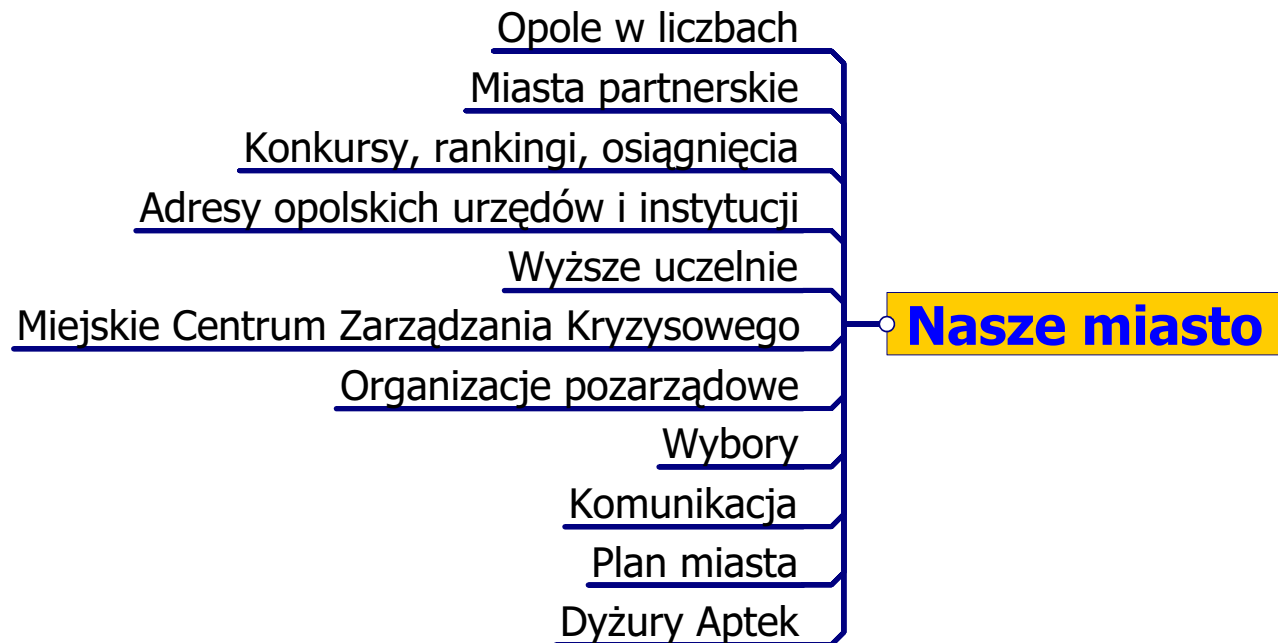 Opole w liczbach
Miasta partnerskie
Konkursy, rankingi, osiągnięcia
Adresy opolskich urzędów i instytucji
Wyższe uczelnie
Miejskie Centrum Zarządzania Kryzysowego
Nasze miasto
Organizacje pozarządowe
Wybory
Komunikacja
Plan miasta
Dyżury Aptek